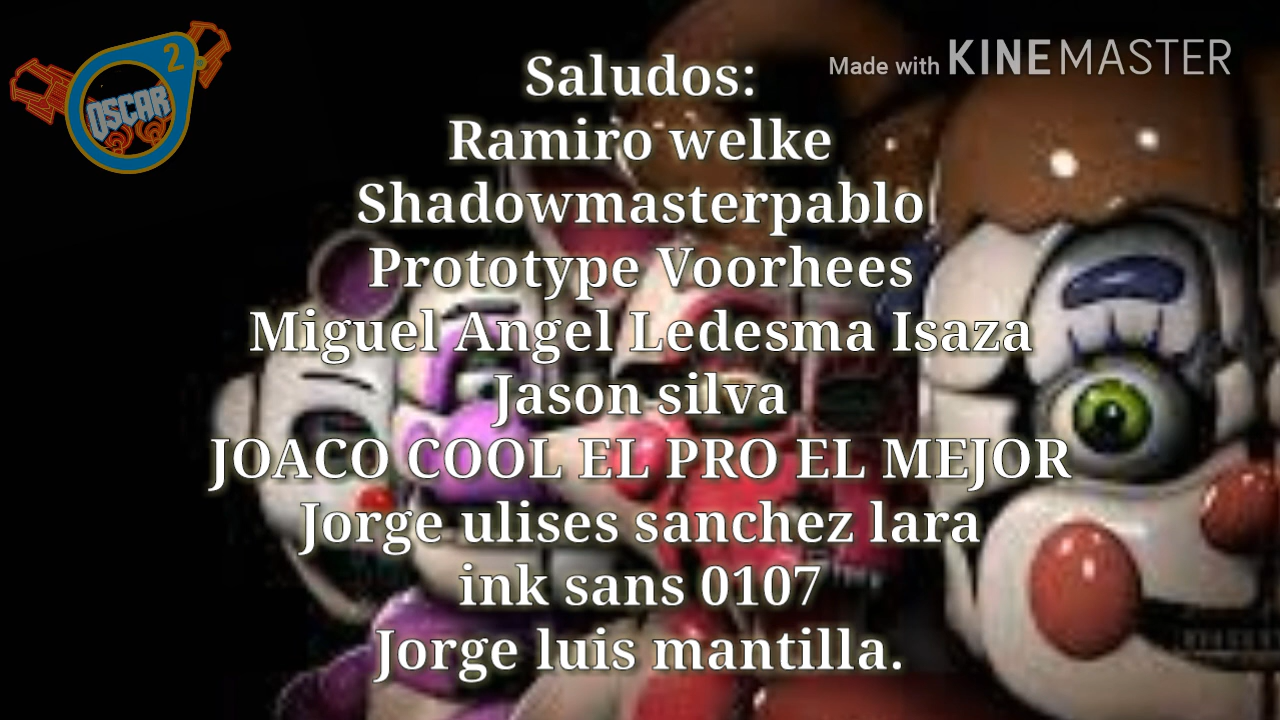 OSCAR 2
Made with KINEMASTER
Saludos:
Ramiro welke
Shadowmasterpablo
Prototype Voorhees
Miguel Angel Ledesma Isaza
Jason silva
JOACO COOL EL PRO EL MEJOR
Jorge ulises sanchez lara
ink sans 0107
Jorge luis mantilla.